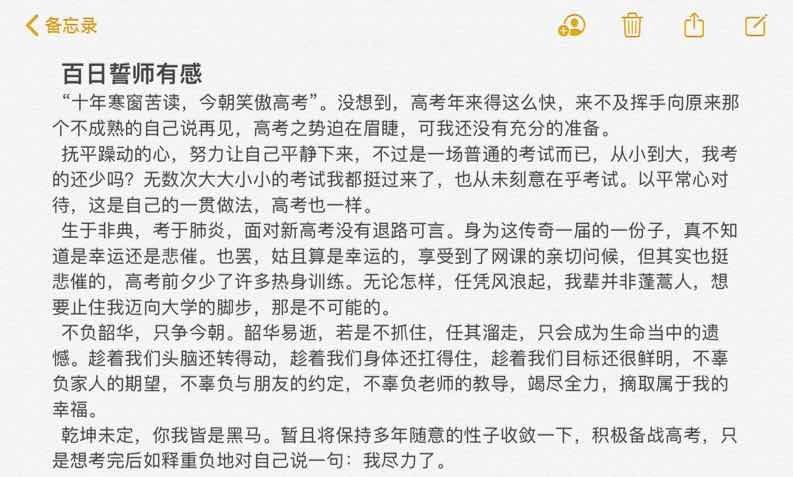 备忘录
百日誓师有感
“十年寒窗苦读，今朝笑傲高考”。没想到，高考年来得这么快，来不及挥手向原来那
个不成熟的自己说再见，高考之势迫在眉睫，可我还没有充分的准备。
抚平躁动的心，努力让自己平静下来，不过是一场普通的考试而已，从小到大，我考
的还少吗？无数次大大小小的考试我都挺过来了，也从未刻意在乎考试。以平常心对
待，这是自己的一贯做法，高考也一样。
生于非典，考于肺炎，面对新高考没有退路可言。身为这传奇一届的一份子，真不知
道是幸运还是悲催。也罢，姑且算是幸运的，享受到了网课的亲切问候，但其实也挺
悲催的，高考前夕少了许多热身训练。无论怎样，任凭风浪起，我辈并非蓬蒿人，想
要止住我迈向大学的脚步，那是不可能的。
不负韶华，只争今朝。韶华易逝，若是不抓住，任其溜走，只会成为生命当中的遗
憾。趁着我们头脑还转得动，趁着我们身体还扛得住，趁着我们目标还很鲜明，不辜
负家人的期望，不辜负与朋友的约定，不辜负老师的教导，竭尽全力，摘取属于我的
幸福。
乾坤未定，你我皆是黑马。暂且将保持多年随意的性子收敛一下，积极备战高考，只
是想考完后如释重负地对自己说一句：我尽力了。